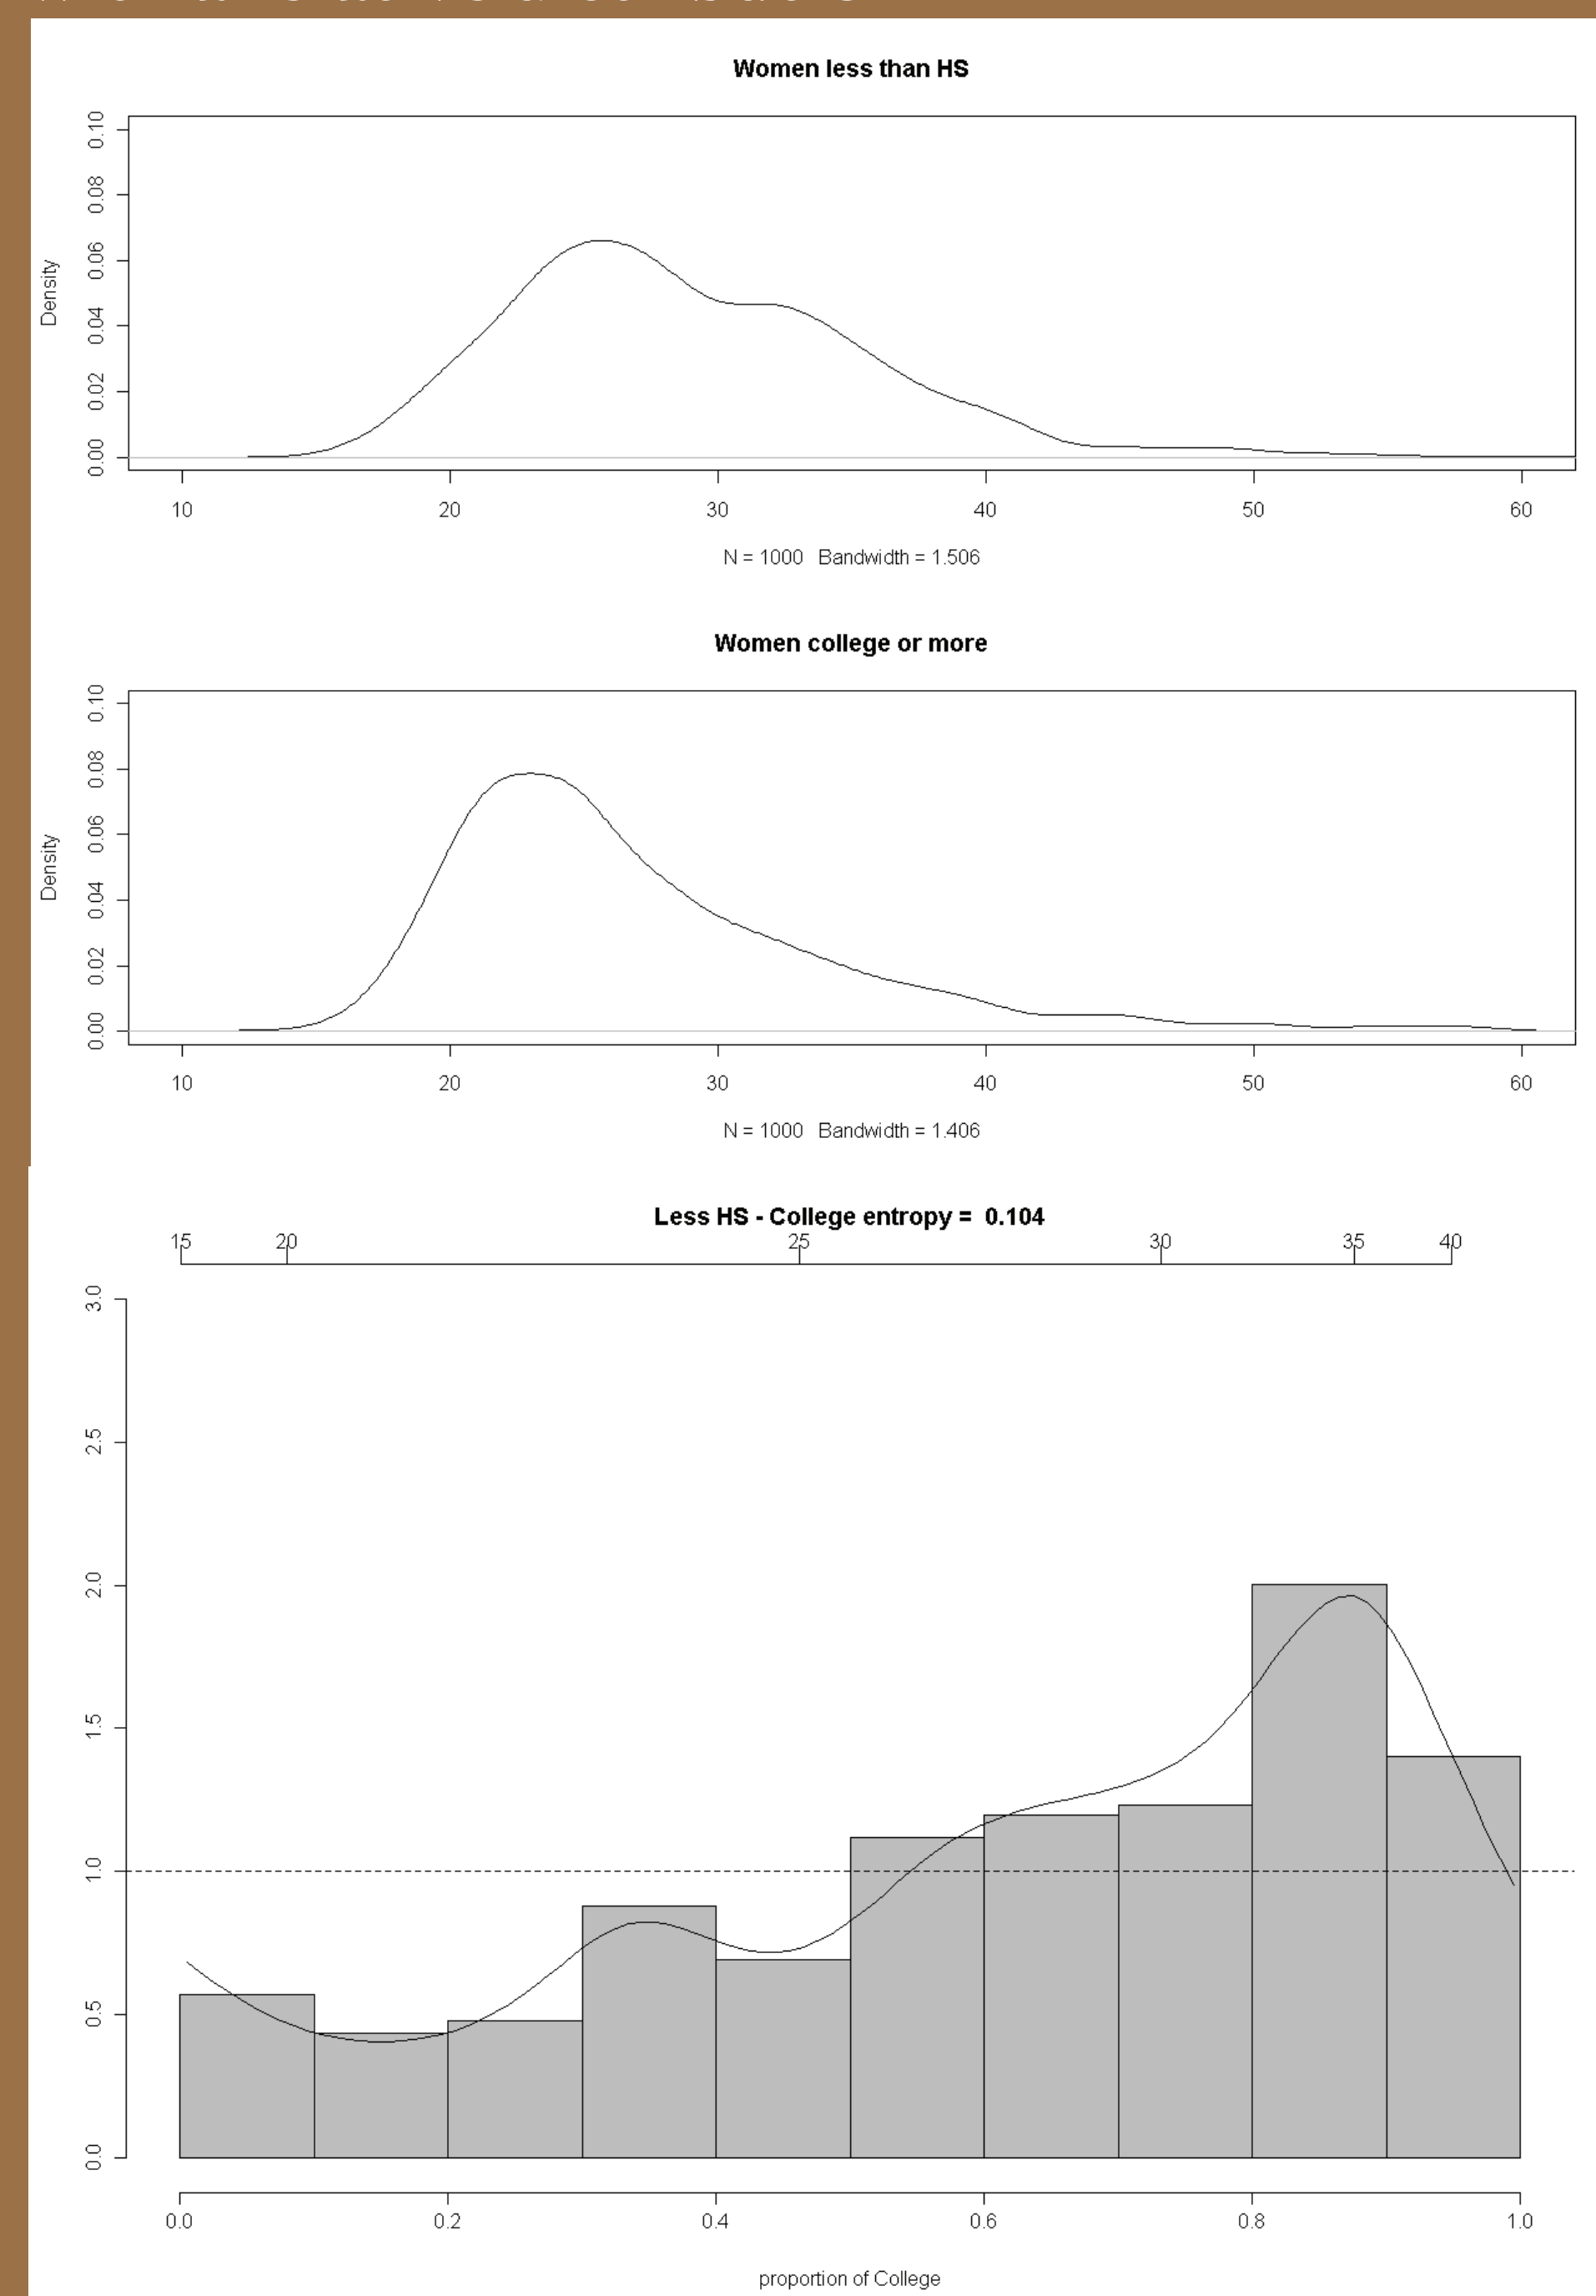 Women less than HS
0.10
0.08
0.06
0.04
0.02
0.00
Density
10 20 30 40 50 60
N = 1000 Bandwidth = 1.506
Women college or more
0.10
0.08
0.06
0.04
0.02
0.00
Density
10 20 30 40 50 60
N = 1000 Bandwidth = 1.406
Less HS - College entropy = 0.104
15 20 25 30 35 40
3.0
2.5
2.0
1.5
1.0
0.5
0.0
0.0 0.2 0.4 0.6 0.8 1.0
proportion of College